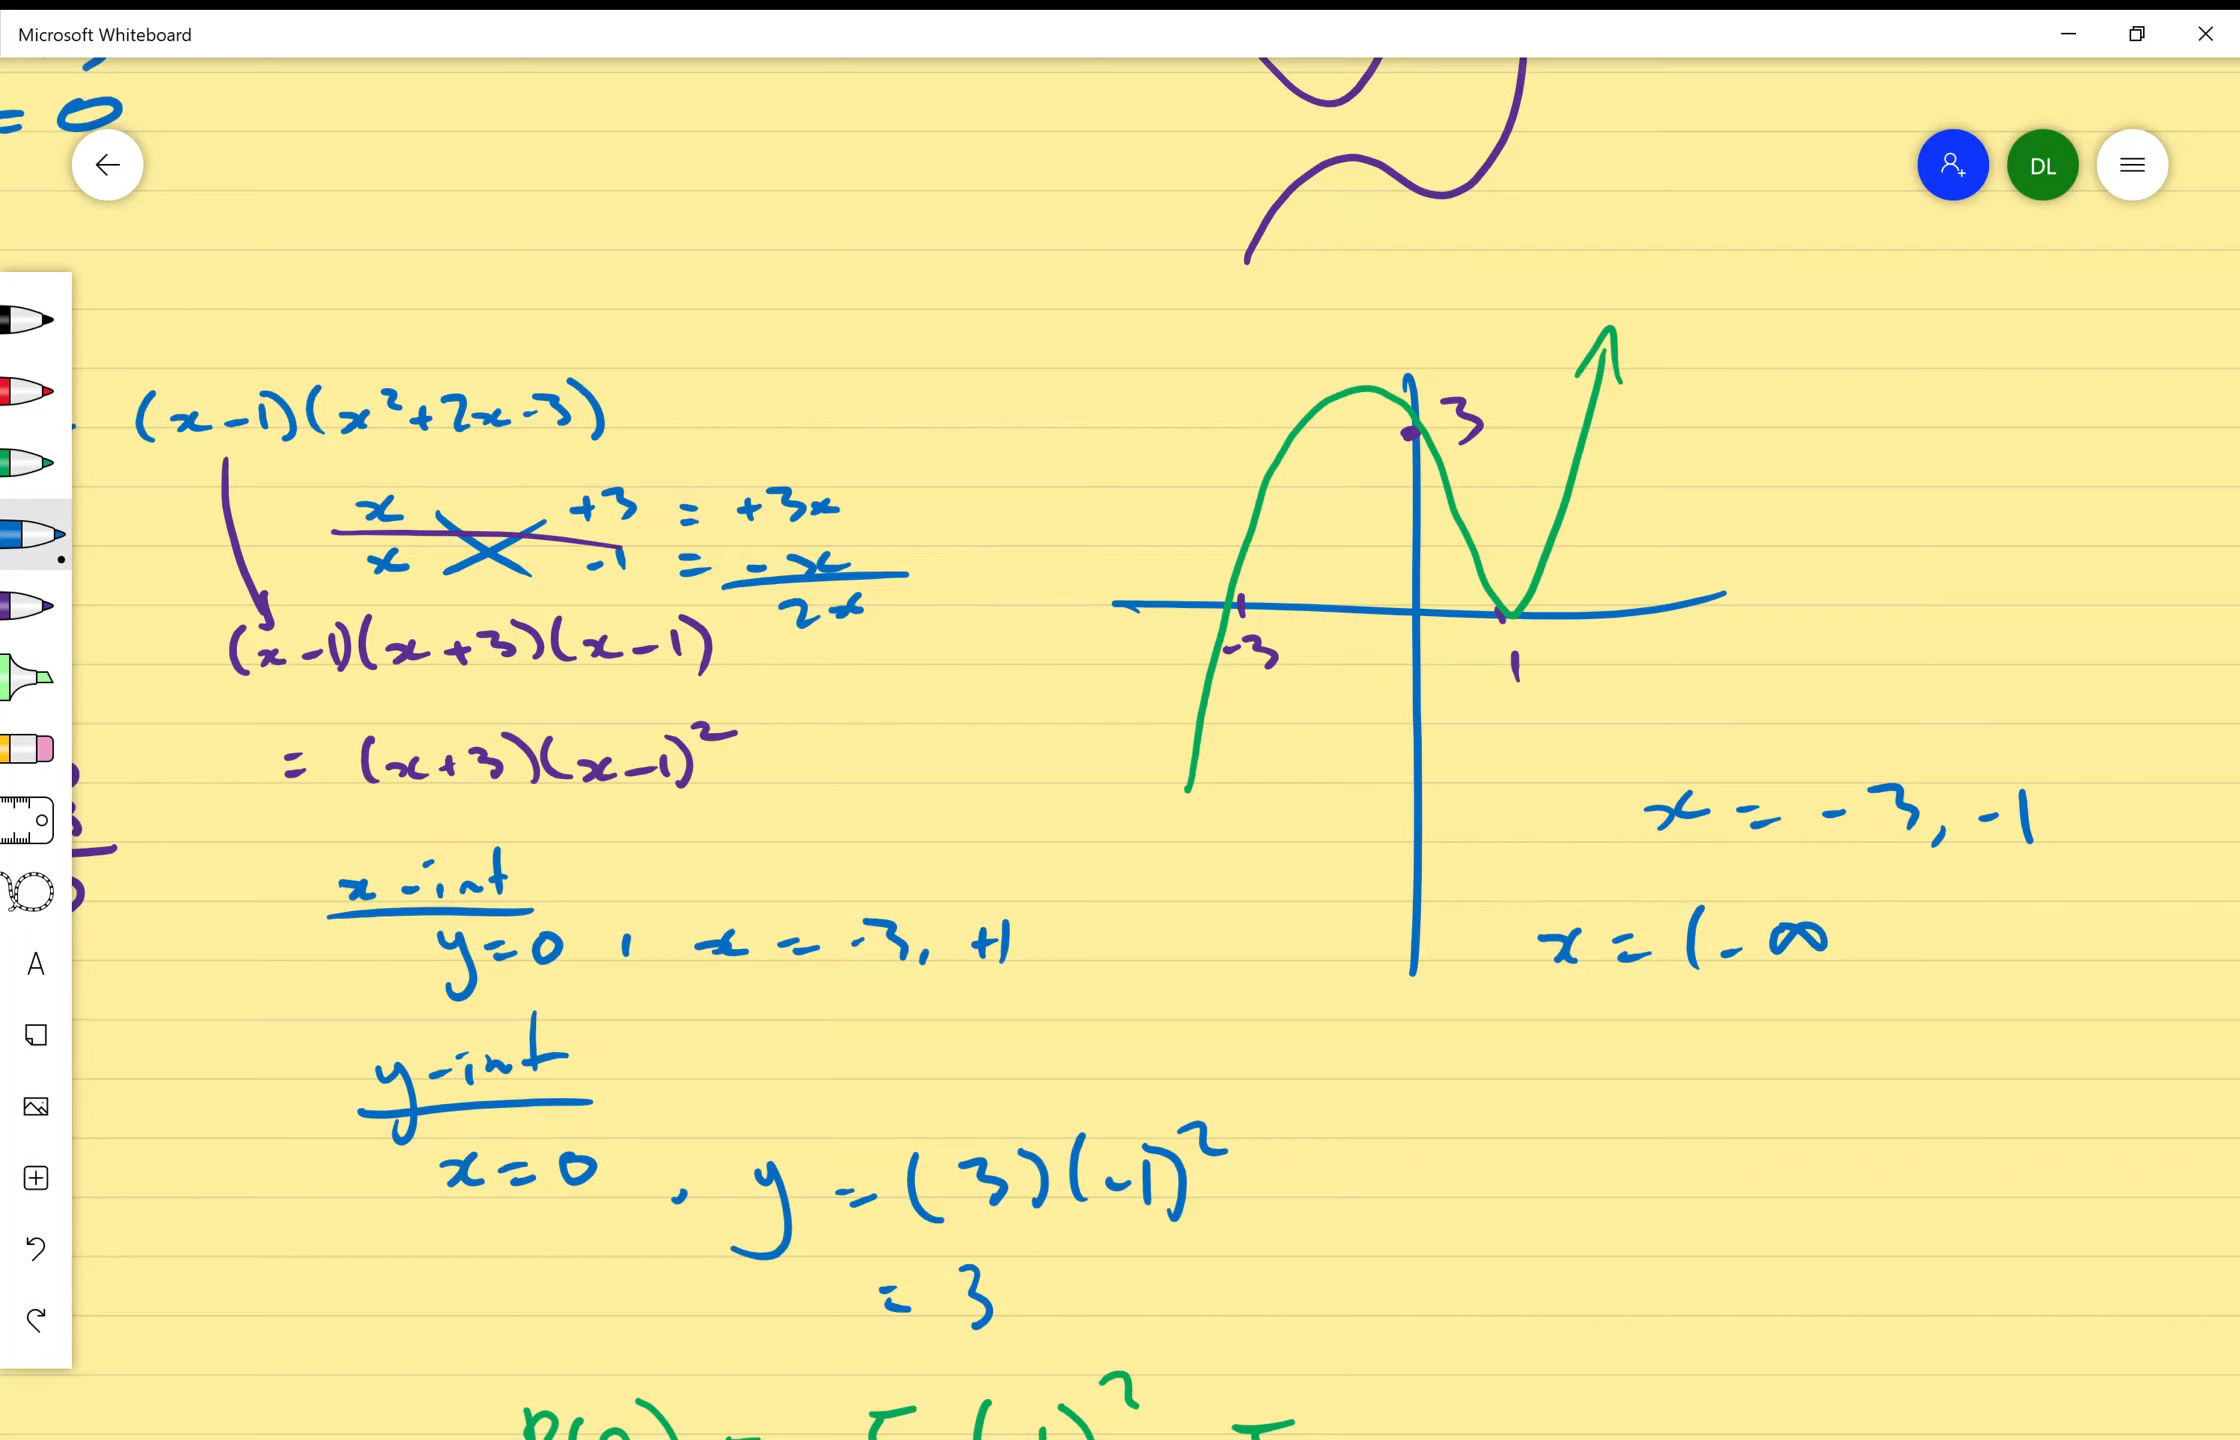 Microsoft Whiteboard
= 0
DL
(x-1)(x²+2x-3)
x +3 = +3x
x -1 = -x
2x
(x-1)(x+3)(x-1)
= (x+3)(x-1)²
x-int
y=0, x = -3, +1
y-int
x=0, y = (3)(-1)²
= 3
3
-3
1
x = -3, -1
x = (-∞
A